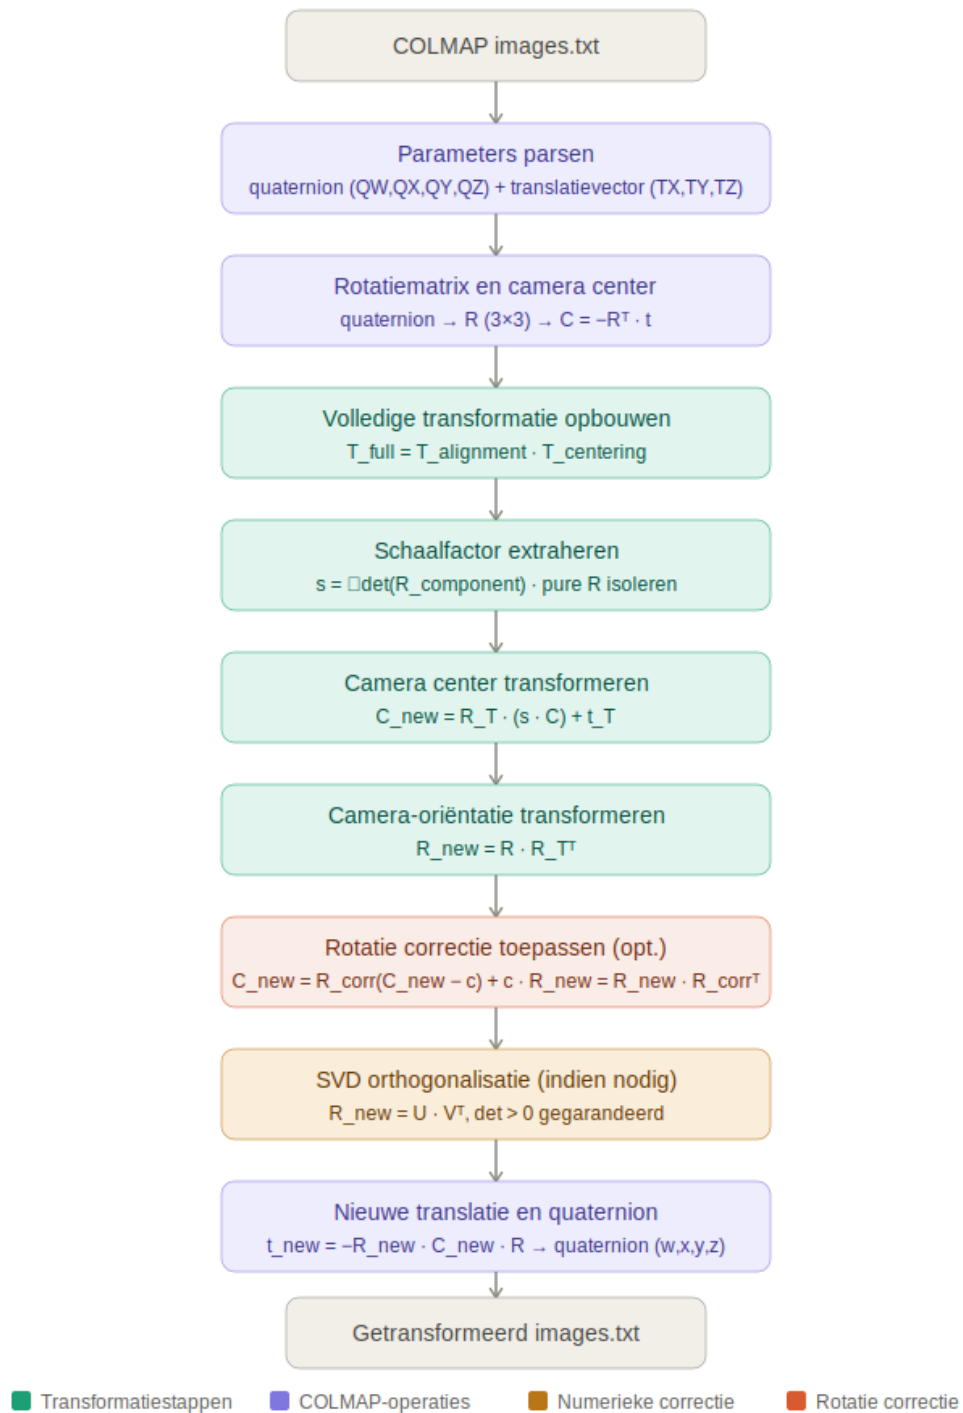 COLMAP images.txt
Parameters parsen
quaternion (QW,QX,QY,QZ) + translatievector (TX,TY,TZ)
Rotatiematrix en camera center
quaternion → R (3×3) → C = −Rᵀ · t
Volledige transformatie opbouwen
T_full = T_alignment · T_centering
Schaalfactor extraheren
s = □det(R_component) · pure R isoleren
Camera center transformeren
C_new = R_T · (s · C) + t_T
Camera-oriëntatie transformeren
R_new = R · R_Tᵀ
Rotatie correctie toepassen (opt.)
C_new = R_corr(C_new − c) + c · R_new = R_new · R_corrᵀ
SVD orthogonalisatie (indien nodig)
R_new = U · Vᵀ, det > 0 gegarandeerd
Nieuwe translatie en quaternion
t_new = −R_new · C_new · R → quaternion (w,x,y,z)
Getransformeerd images.txt
Transformatiestappen COLMAP-operaties Numerieke correctie Rotatie correctie